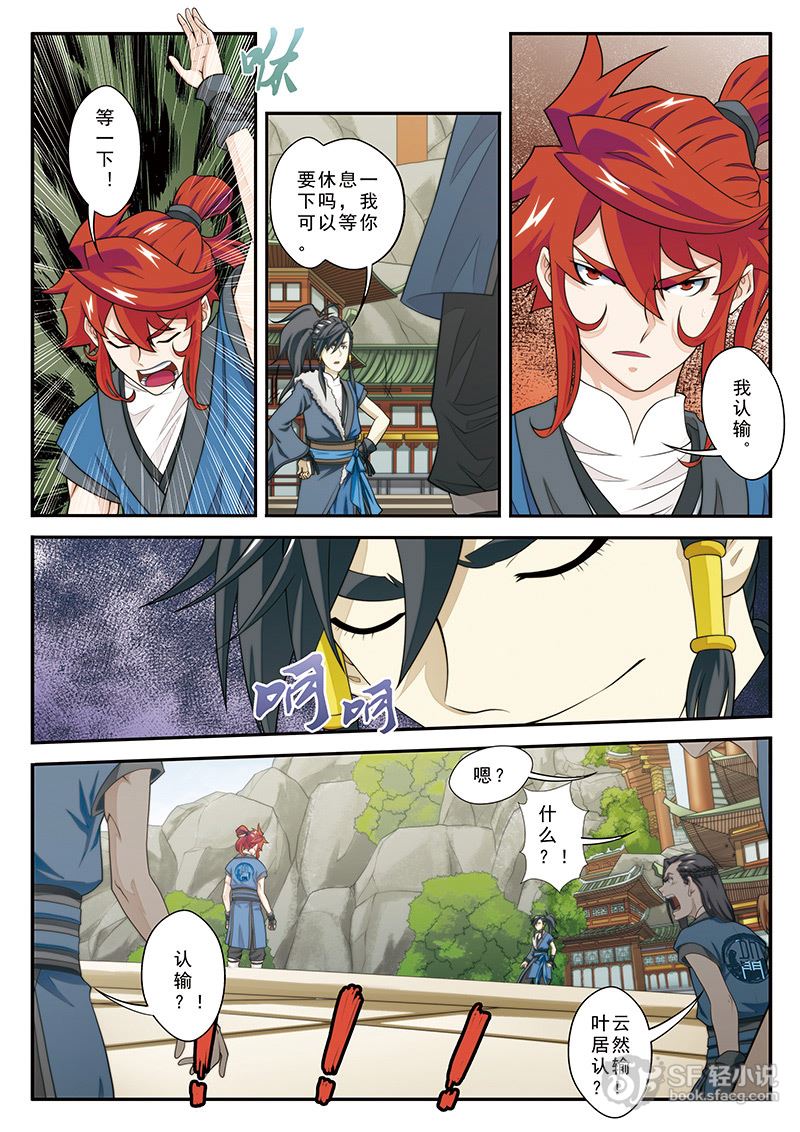 咻
等一下！
要休息一
下吗，我
可以等你
。
我认输。
呵呵
嗯？
什么？！
认输？！
叶云
居然
认输
？！
!!!
SF轻小说
book.sfacg.com